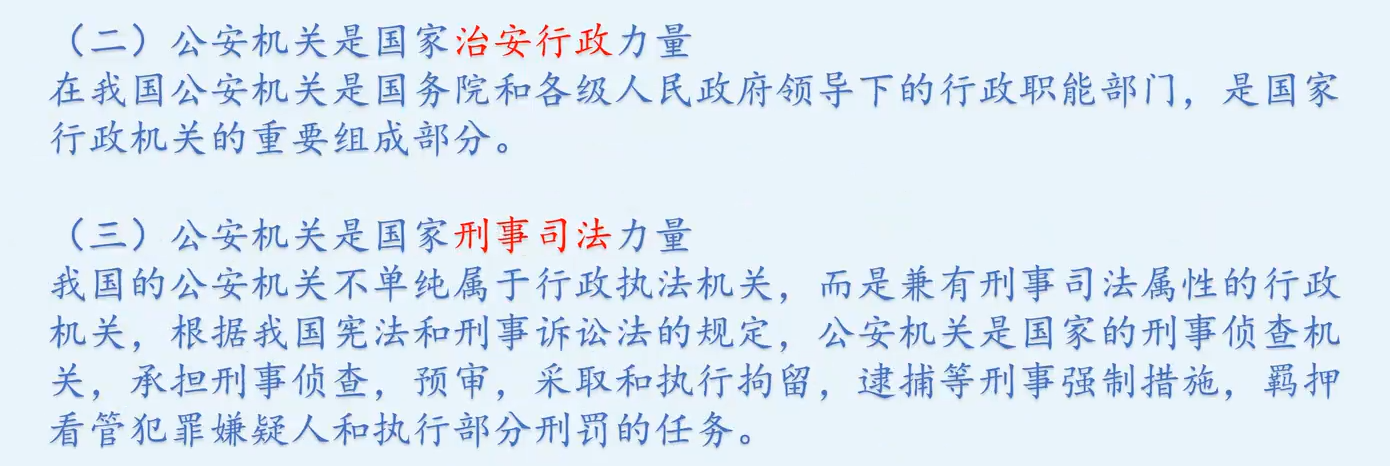 （二）公安机关是国家治安行政力量
在我国公安机关是国务院和各级人民政府领导下的行政职能部门，是国家
行政机关的重要组成部分。
（三）公安机关是国家刑事司法力量
我国的公安机关不单纯属于行政执法机关，而是兼有刑事司法属性的行政
机关，根据我国宪法和刑事诉讼法的规定，公安机关是国家的刑事侦查机
关，承担刑事侦查，预审，采取和执行拘留，逮捕等刑事强制措施，羁押
看管犯罪嫌疑人和执行部分刑罚的任务。